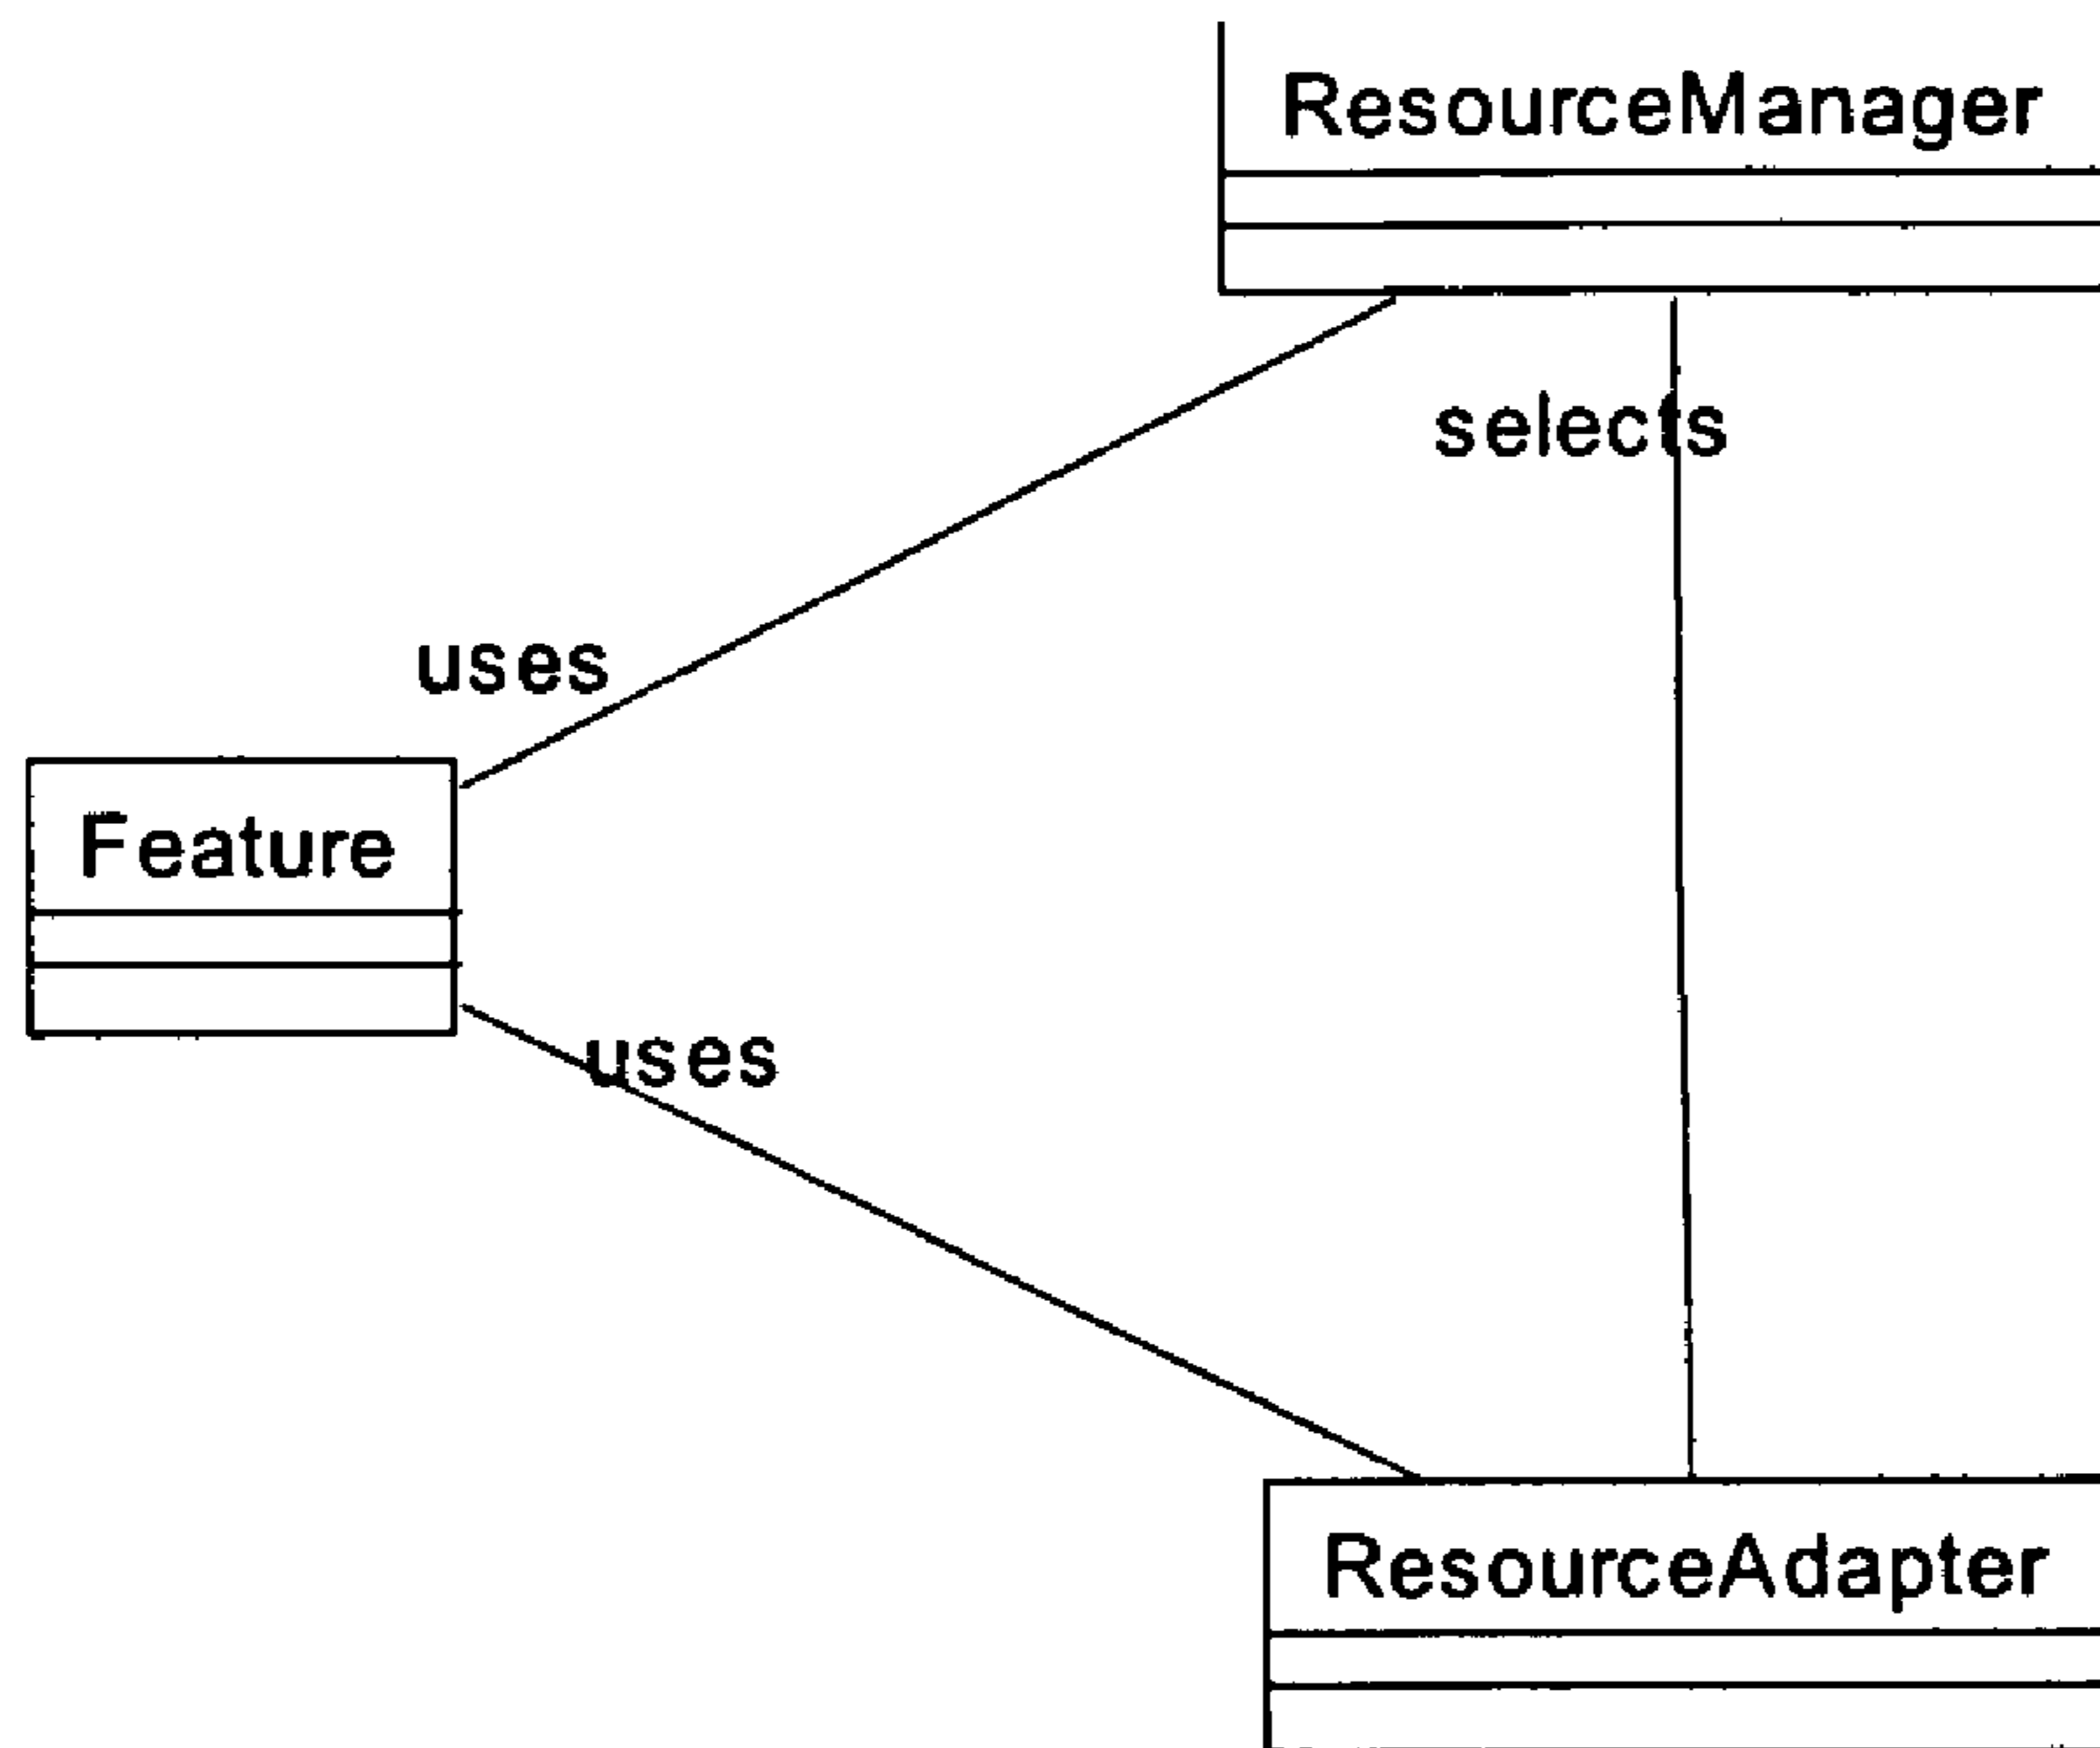 ResourceManager
selects
uses
Feature
uses
ResourceAdapter